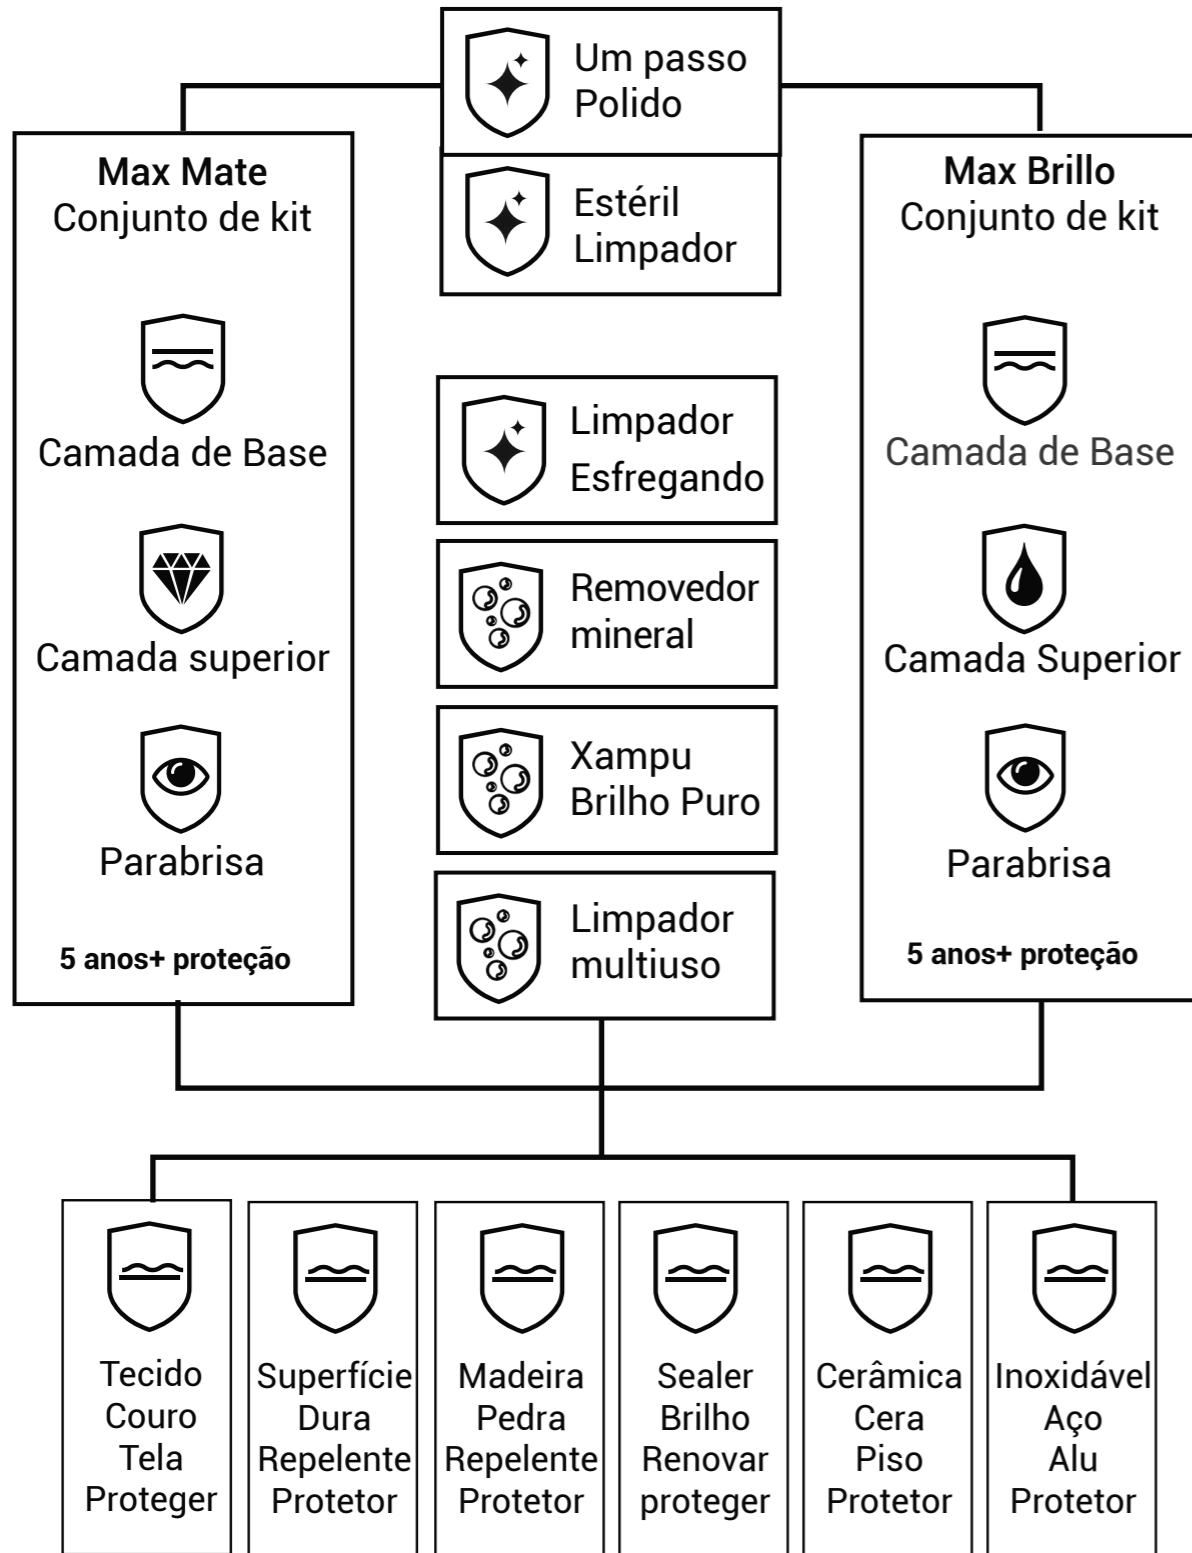 Um passo
Polido
Estéril
Limpador
Max Mate
Conjunto de kit
Camada de Base
Camada superior
Parabrisa
5 anos+ proteção
Limpador
Esfregando
Removedor
mineral
Xampu
Brilho Puro
Limpador
multiuso
Max Brillo
Conjunto de kit
Camada de Base
Camada Superior
Parabrisa
5 anos+ proteção
Tecido
Couro
Tela
Proteger
Superfície
Dura
Repelente
Protetor
Madeira
Pedra
Repelente
Protetor
Sealer
Brilho
Renovar
proteger
Cerâmica
Cera
Piso
Protetor
Inoxidável
Aço
Alu
Protetor